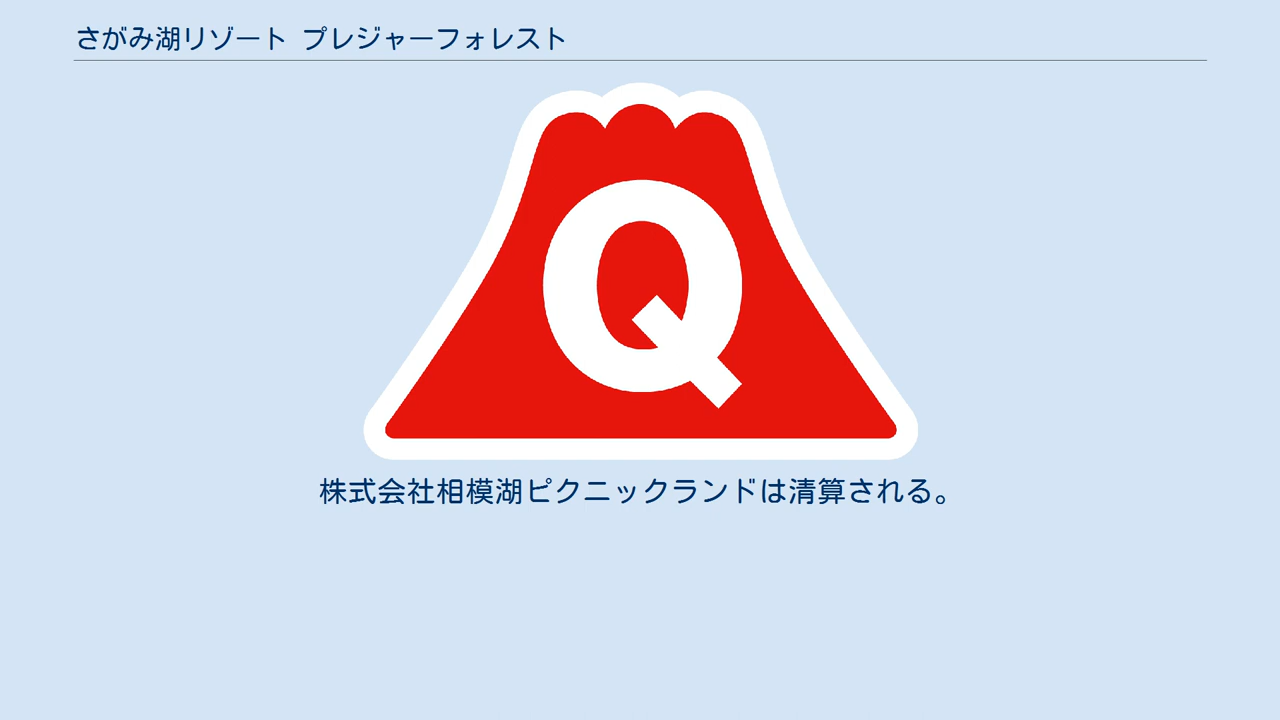 さがみ湖リゾート プレジャーフォレスト
Q
株式会社相模湖ピクニックランドは清算される。